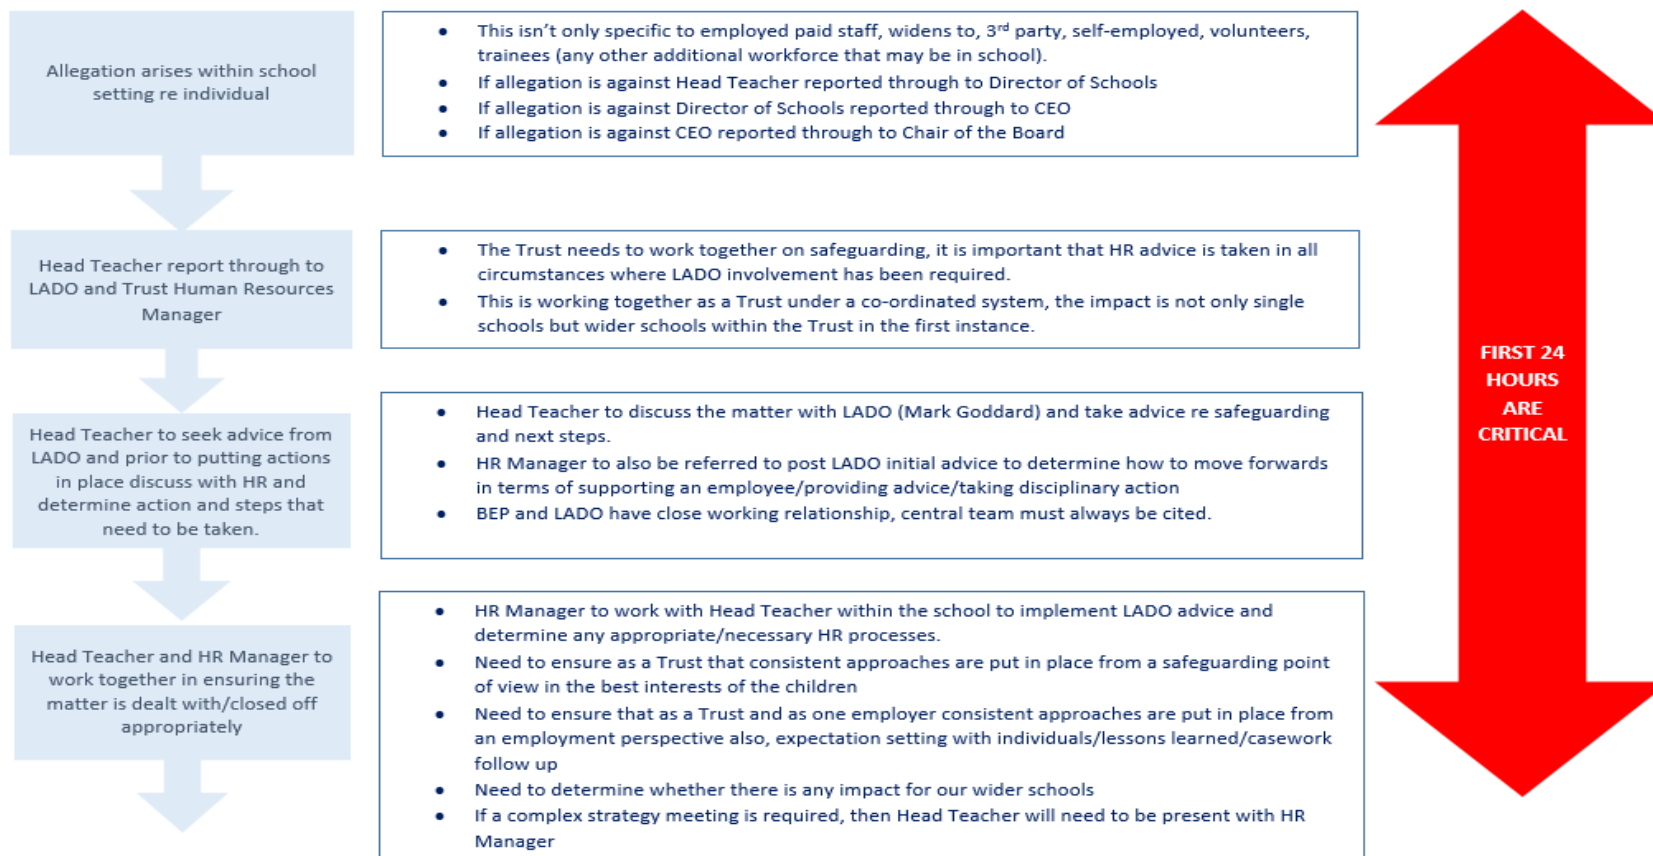 Allegation arises within school
setting re individual
• This isn't only specific to employed paid staff, widens to, 3rd party, self-employed, volunteers,
trainees (any other additional workforce that may be in school).
• If allegation is against Head Teacher reported through to Director of Schools
• If allegation is against Director of Schools reported through to CEO
• If allegation is against CEO reported through to Chair of the Board
Head Teacher report through to
LADO and Trust Human Resources
Manager
• The Trust needs to work together on safeguarding, it is important that HR advice is taken in all
circumstances where LADO involvement has been required.
• This is working together as a Trust under a co-ordinated system, the impact is not only single
schools but wider schools within the Trust in the first instance.
Head Teacher to seek advice from
LADO and prior to putting actions
in place discuss with HR and
determine action and steps that
need to be taken.
• Head Teacher to discuss the matter with LADO (Mark Goddard) and take advice re safeguarding
and next steps.
• HR Manager to also be referred to post LADO initial advice to determine how to move forwards
in terms of supporting an employee/providing advice/taking disciplinary action
• BEP and LADO have close working relationship, central team must always be cited.
Head Teacher and HR Manager to
work together in ensuring the
matter is dealt with/closed off
appropriately
• HR Manager to work with Head Teacher within the school to implement LADO advice and
determine any appropriate/necessary HR processes.
• Need to ensure as a Trust that consistent approaches are put in place from a safeguarding point
of view in the best interests of the children
• Need to ensure that as a Trust and as one employer consistent approaches are put in place from
an employment perspective also, expectation setting with individuals/lessons learned/casework
follow up
• Need to determine whether there is any impact for our wider schools
• If a complex strategy meeting is required, then Head Teacher will need to be present with HR
Manager
FIRST 24
HOURS
ARE
CRITICAL